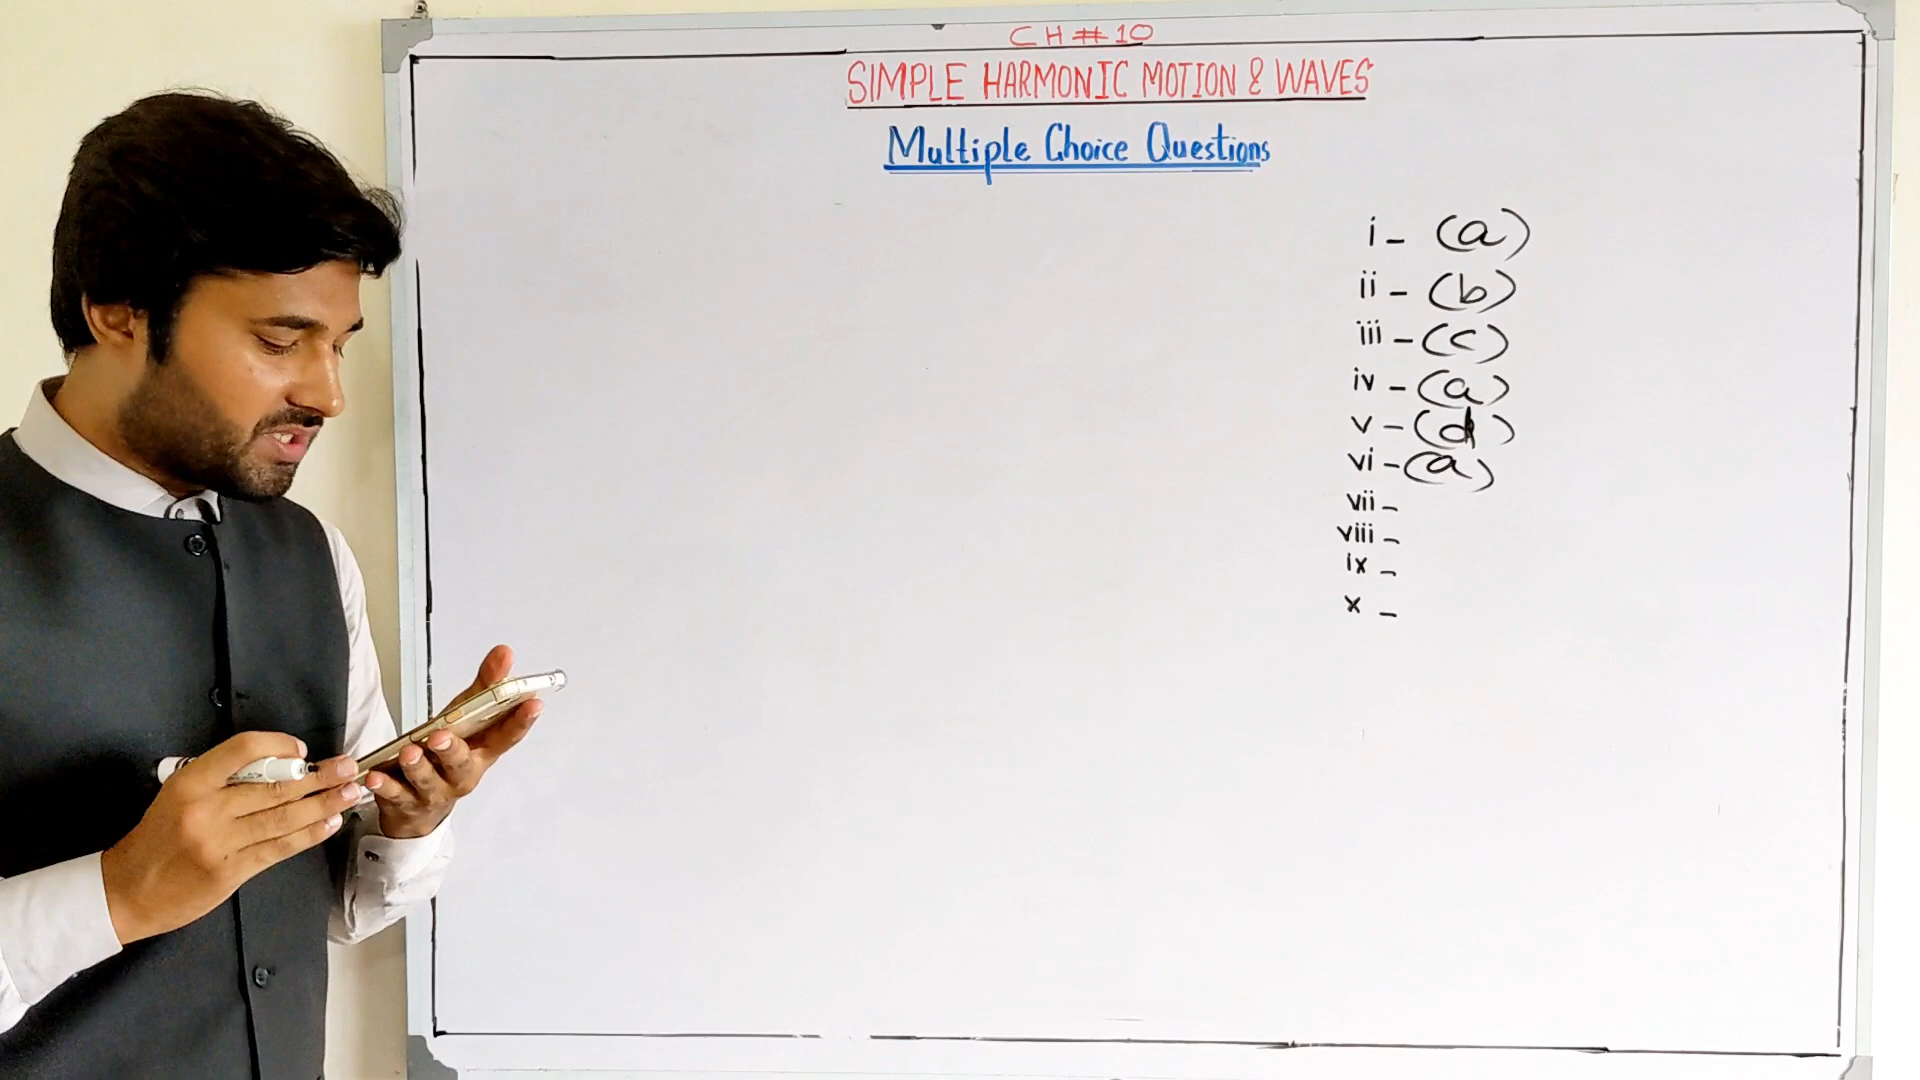 CH # 10
SIMPLE HARMONIC MOTION & WAVES
Multiple Choice Questions
i - (a)
ii - (b)
iii - (c)
iv - (a)
v - (d)
vi - (a)
vii -
viii -
ix -
x -